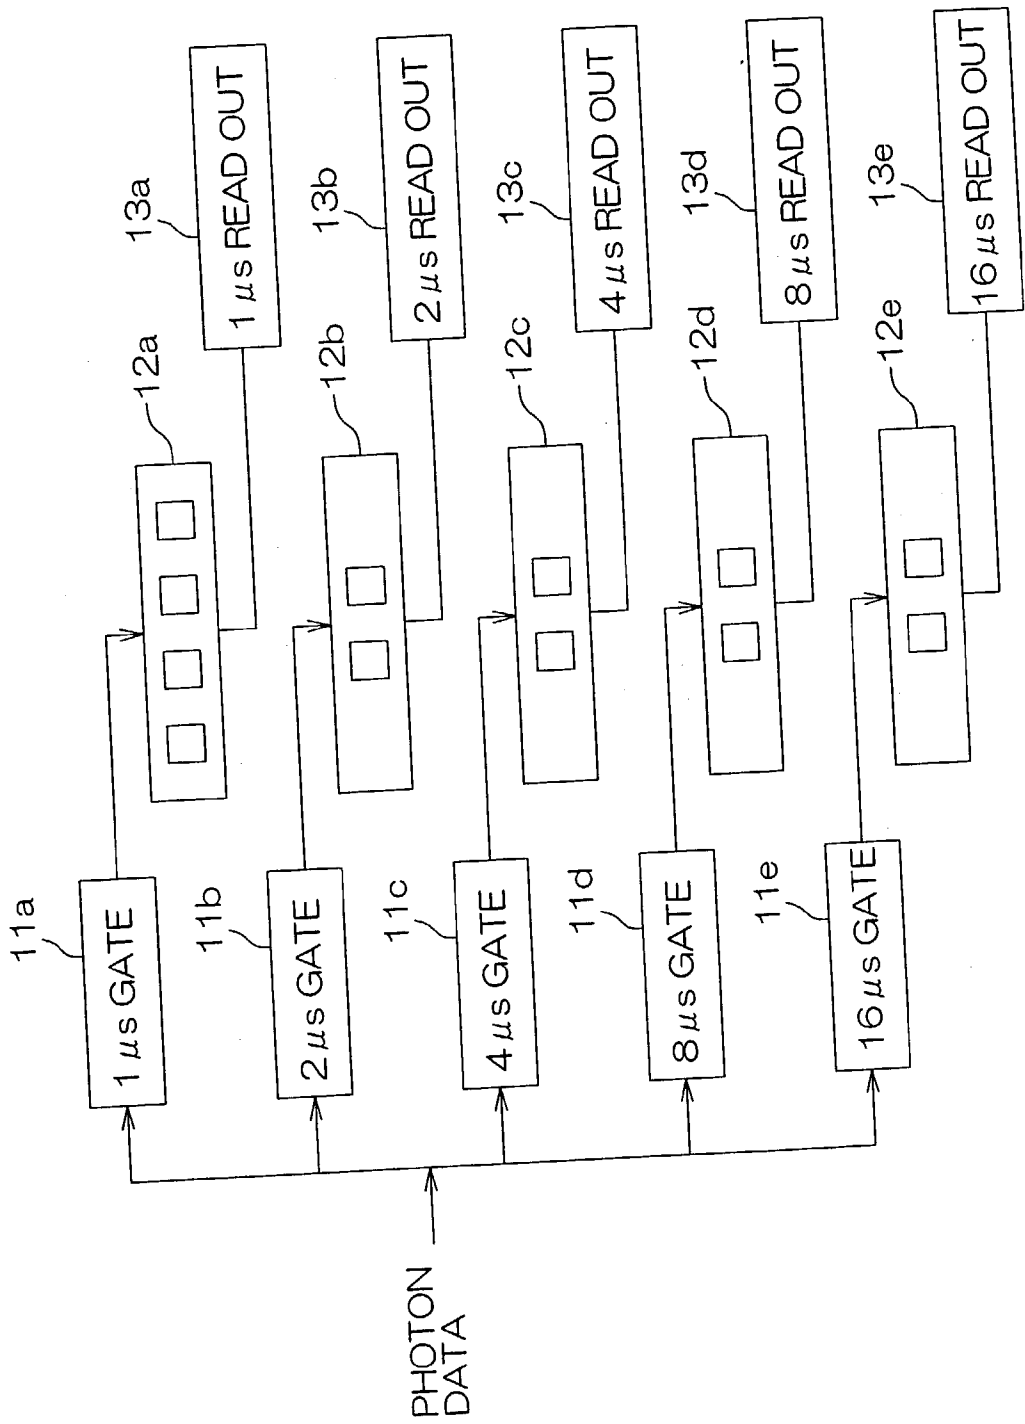 PHOTON
DATA
11a
1 μs GATE
12a
13a
1 μs READ OUT
11b
2 μs GATE
12b
13b
2 μs READ OUT
11c
4 μs GATE
12c
13c
4 μs READ OUT
11d
8 μs GATE
12d
13d
8 μs READ OUT
11e
16 μs GATE
12e
13e
16 μs READ OUT